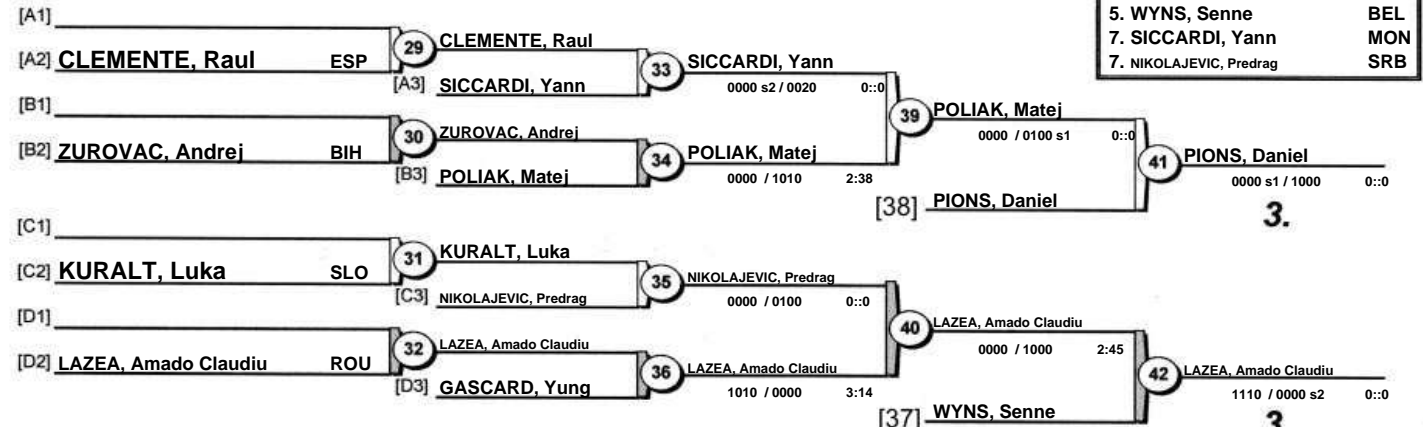 5. WYNS, Senne BEL
7. SICCARDI, Yann MON
7. NIKOLAJEVIC, Predrag SRB
[A1]
[A2] CLEMENTE, Raul ESP
29
CLEMENTE, Raul
[A3] SICCARDI, Yann
33
SICCARDI, Yann
0000 s2 / 0020 0::0
[B1]
[B2] ZUROVAC, Andrej BIH
30
ZUROVAC, Andrej
[B3] POLIAK, Matej
34
POLIAK, Matej
0000 / 1010 2:38
39
POLIAK, Matej
0000 / 0100 s1 0::0
[38] PIONS, Daniel
41
PIONS, Daniel
0000 s1 / 1000 0::0
3.
[C1]
[C2] KURALT, Luka SLO
31
KURALT, Luka
[C3] NIKOLAJEVIC, Predrag
35
NIKOLAJEVIC, Predrag
0000 / 0100 0::0
[D1]
[D2] LAZEA, Amado Claudiu ROU
32
LAZEA, Amado Claudiu
[D3] GASCARD, Yung
36
LAZEA, Amado Claudiu
1010 / 0000 3:14
40
LAZEA, Amado Claudiu
0000 / 1000 2:45
[37] WYNS, Senne
42
LAZEA, Amado Claudiu
1110 / 0000 s2 0::0
3